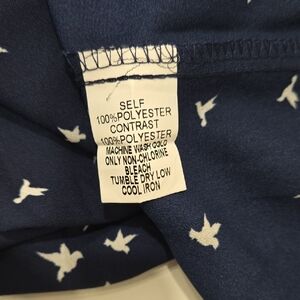 SELF
100%POLYESTER
CONTRAST
100%POLYESTER
MACHINE WASH COLD
ONLY NON-CHLORINE
BLEACH
TUMBLE DRY LOW
COOL IRON